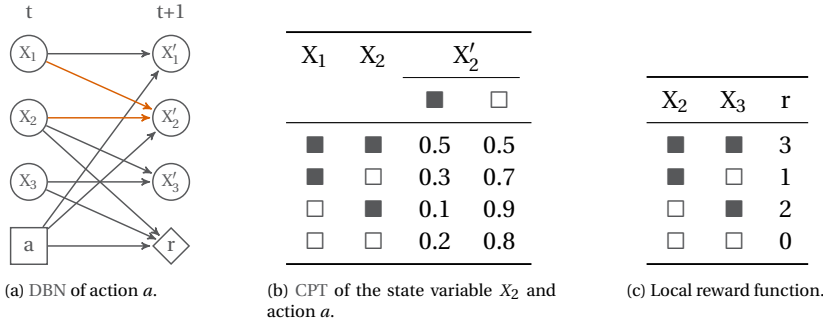 t t+1
X₁ X′₁
X₂ X′₂
X₃ X′₃
a r
(a) DBN of action a.
X₁ X₂ X′₂
■ □
■ ■ 0.5 0.5
■ □ 0.3 0.7
□ ■ 0.1 0.9
□ □ 0.2 0.8
(b) CPT of the state variable X₂ and
action a.
X₂ X₃ r
■ ■ 3
■ □ 1
□ ■ 2
□ □ 0
(c) Local reward function.